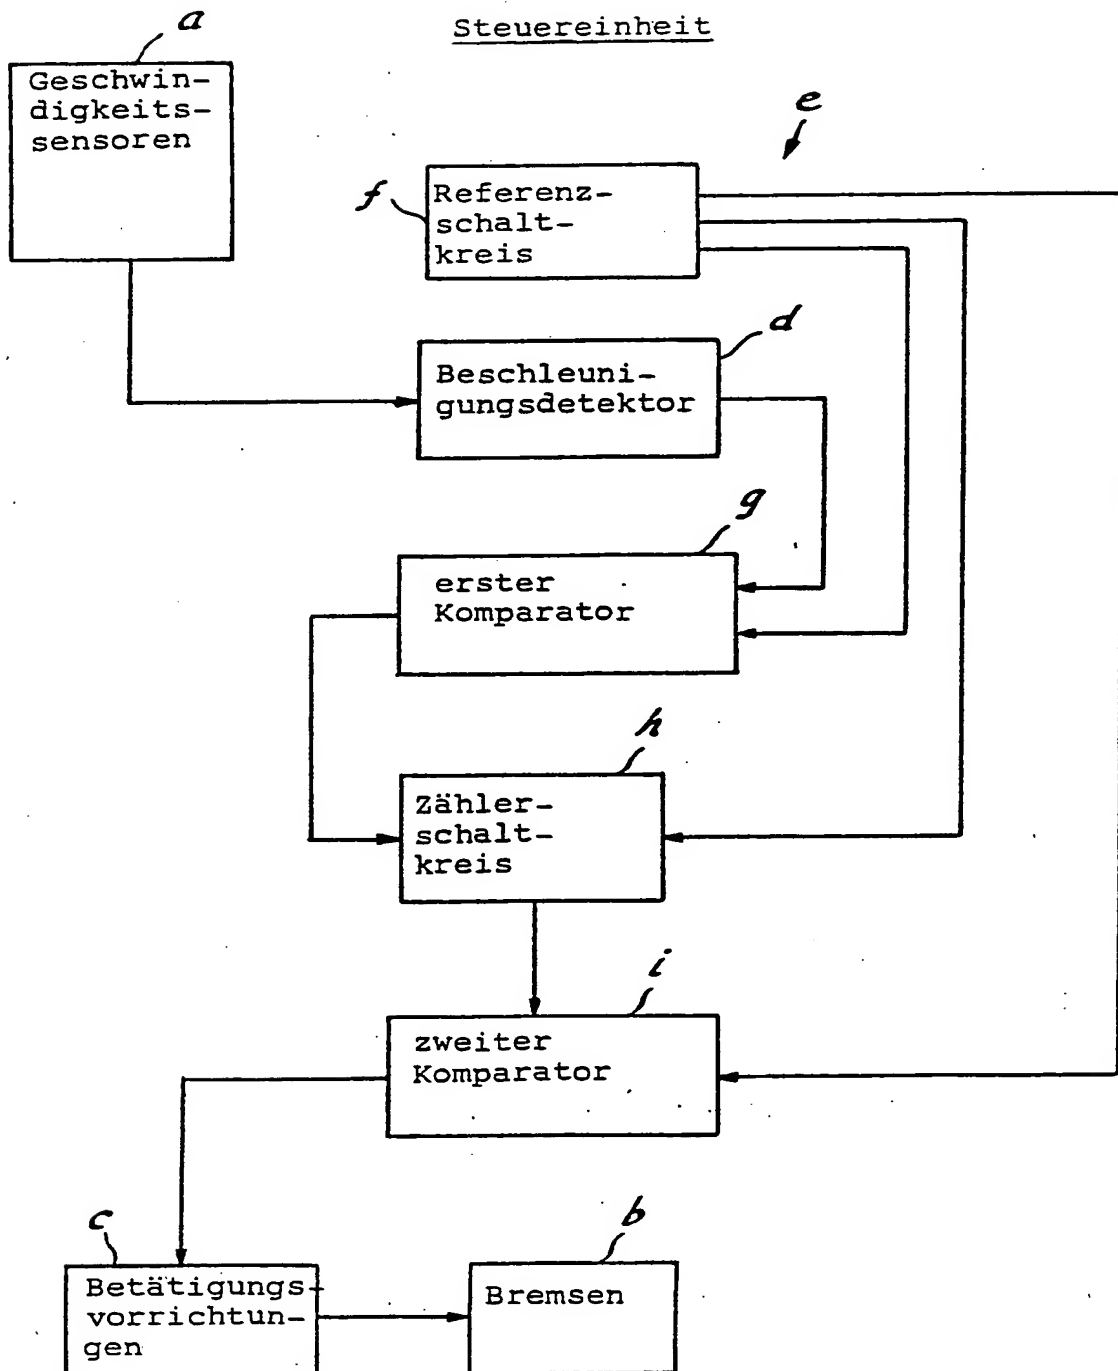 Steuereinheit
a
Geschwin-
digkeits-
sensoren
e
f
Referenz-
schalt-
kreis
d
Beschleuni-
gungsdetektor
g
erster
Komparator
h
Zähler-
schalt-
kreis
i
zweiter
Komparator
c
Betätigungs-
vorrichtun-
gen
b
Bremsen